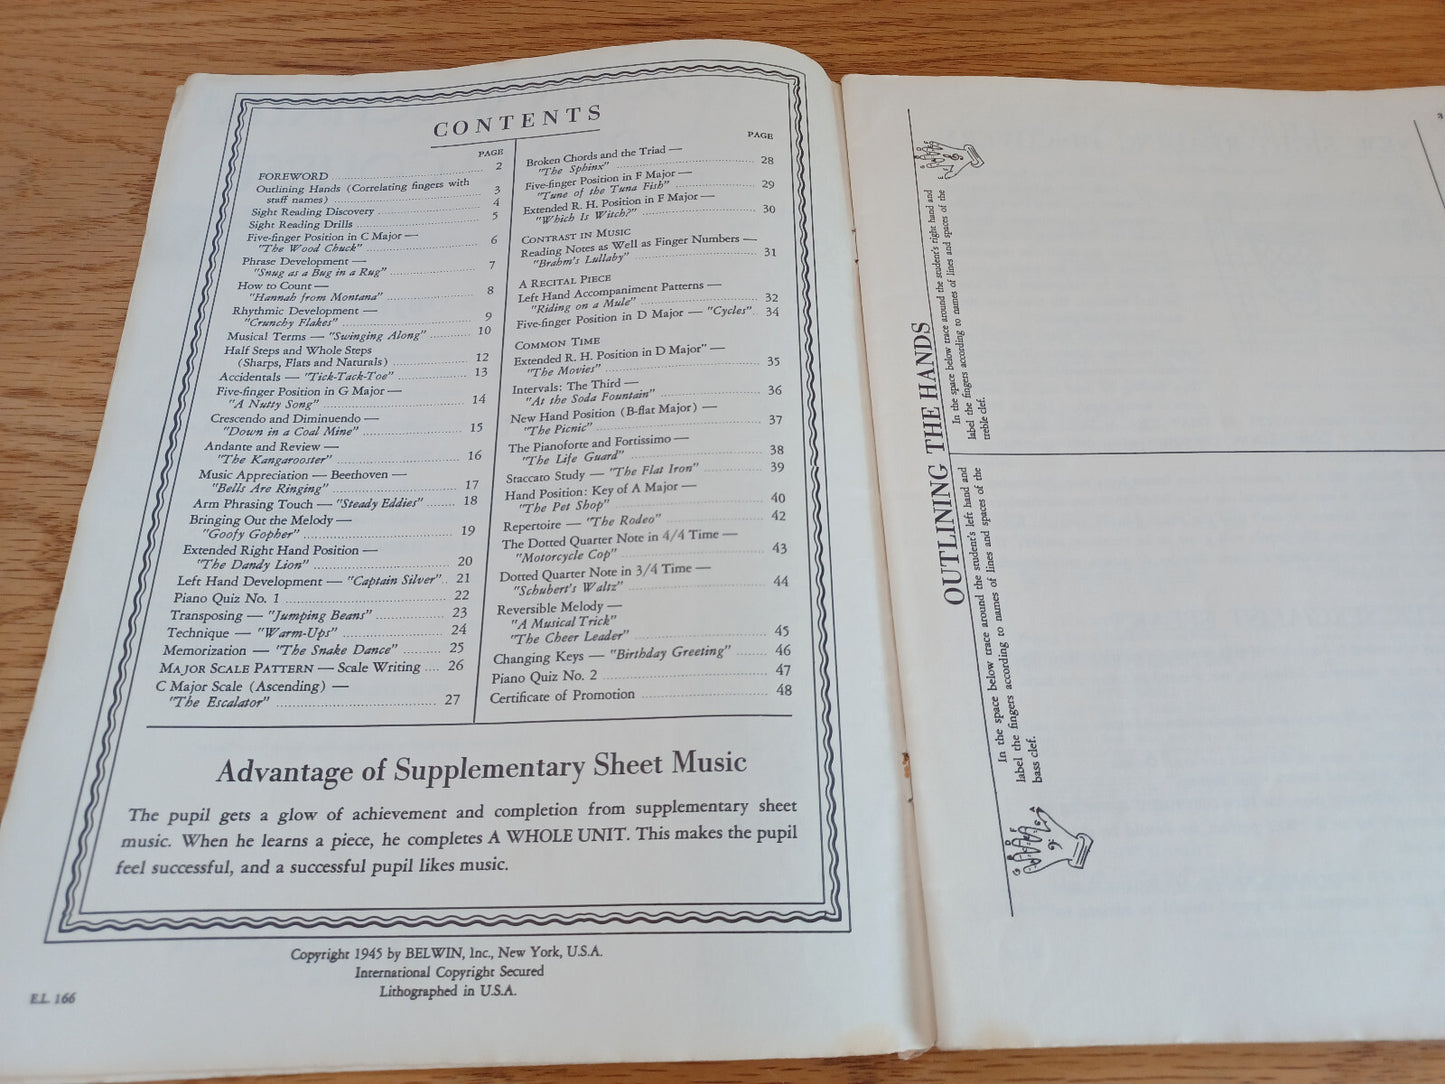 CONTENTS
PAGE
FOREWORD 2
Outlining Hands (Correlating fingers with
staff names) 3
Sight Reading Discovery 4
Sight Reading Drills 5
Five-finger Position in C Major —
"The Wood Chuck" 6
Phrase Development —
"Snug as a Bug in a Rug" 7
How to Count —
"Hannah from Montana" 8
Rhythmic Development —
"Crunchy Flakes" 9
Musical Terms — "Swinging Along" 10
Half Steps and Whole Steps
(Sharps, Flats and Naturals) 12
Accidentals — "Tick-Tack-Toe" 13
Five-finger Position in G Major —
"A Nutty Song" 14
Crescendo and Diminuendo —
"Down in a Coal Mine" 15
Andante and Review —
"The Kangarooster" 16
Music Appreciation — Beethoven —
"Bells Are Ringing" 17
Arm Phrasing Touch — "Steady Eddies" 18
Bringing Out the Melody —
"Goofy Gopher" 19
Extended Right Hand Position —
"The Dandy Lion" 20
Left Hand Development — "Captain Silver" 21
Piano Quiz No. 1 22
Transposing — "Jumping Beans" 23
Technique — "Warm-Ups" 24
Memorization — "The Snake Dance" 25
MAJOR SCALE PATTERN — Scale Writing 26
C Major Scale (Ascending) —
"The Escalator" 27
PAGE
Broken Chords and the Triad —
"The Sphinx" 28
Five-finger Position in F Major —
"Tune of the Tuna Fish" 29
Extended R. H. Position in F Major —
"Which Is Witch?" 30
CONTRAST IN MUSIC
Reading Notes as Well as Finger Numbers —
"Brahm's Lullaby" 31
A RECITAL PIECE
Left Hand Accompaniment Patterns —
"Riding on a Mule" 32
Five-finger Position in D Major — "Cycles" 34
COMMON TIME
Extended R. H. Position in D Major" —
"The Movies" 35
Intervals: The Third —
"At the Soda Fountain" 36
New Hand Position (B-flat Major) —
"The Picnic" 37
The Pianoforte and Fortissimo —
"The Life Guard" 38
Staccato Study — "The Flat Iron" 39
Hand Position: Key of A Major —
"The Pet Shop" 40
Repertoire — "The Rodeo" 42
The Dotted Quarter Note in 4/4 Time —
"Motorcycle Cop" 43
Dotted Quarter Note in 3/4 Time —
"Schubert's Waltz" 44
Reversible Melody —
"A Musical Trick"
"The Cheer Leader" 45
Changing Keys — "Birthday Greeting" 46
Piano Quiz No. 2 47
Certificate of Promotion 48
Advantage of Supplementary Sheet Music
The pupil gets a glow of achievement and completion from supplementary sheet
music. When he learns a piece, he completes A WHOLE UNIT. This makes the pupil
feel successful, and a successful pupil likes music.
Copyright 1945 by BELWIN, Inc., New York, U.S.A.
International Copyright Secured
Lithographed in U.S.A.
E.L. 166
OUTLINING THE HANDS
In the space below trace around the student's left hand and
label the fingers according to names of lines and spaces of the
bass clef.
In the space below trace around the student's right hand and
label the fingers according to names of lines and spaces of the
treble clef.